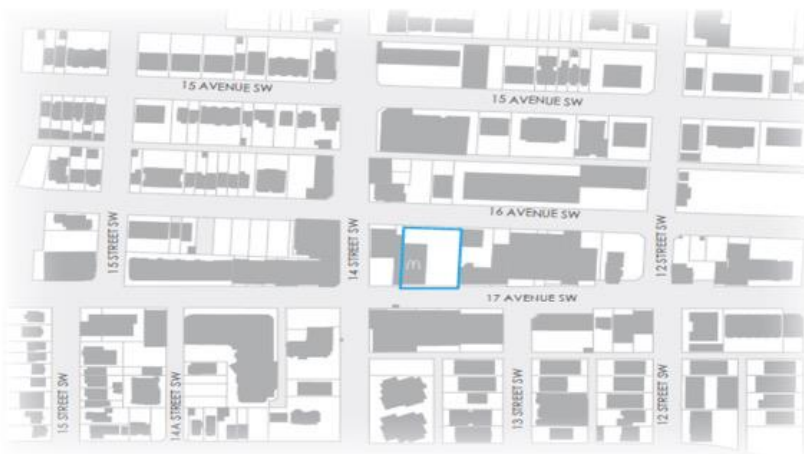 15 AVENUE SW
15 AVENUE SW
16 AVENUE SW
15 STREET SW
14 STREET SW
12 STREET SW
m
17 AVENUE SW
15 STREET SW
14A STREET SW
13 STREET SW
12 STREET SW